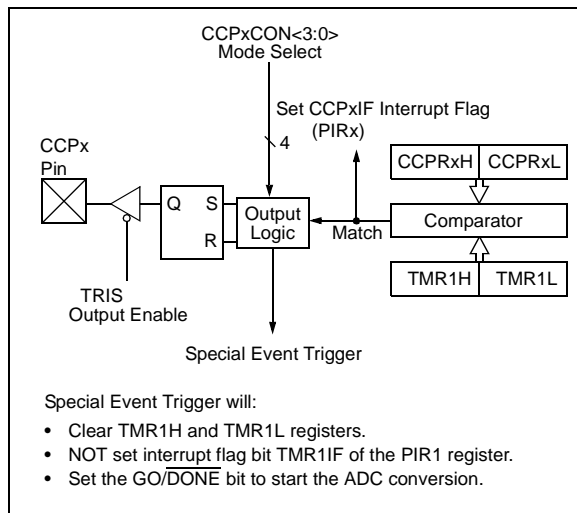 CCPxCON<3:0>
Mode Select
Set CCPxIF Interrupt Flag
(PIRx)
4
CCPx
Pin
CCPRxH CCPRxL
Q S
R
Output
Logic
Match
Comparator
TRIS
Output Enable
TMR1H TMR1L
Special Event Trigger
Special Event Trigger will:
• Clear TMR1H and TMR1L registers.
• NOT set interrupt flag bit TMR1IF of the PIR1 register.
• Set the GO/DONE bit to start the ADC conversion.